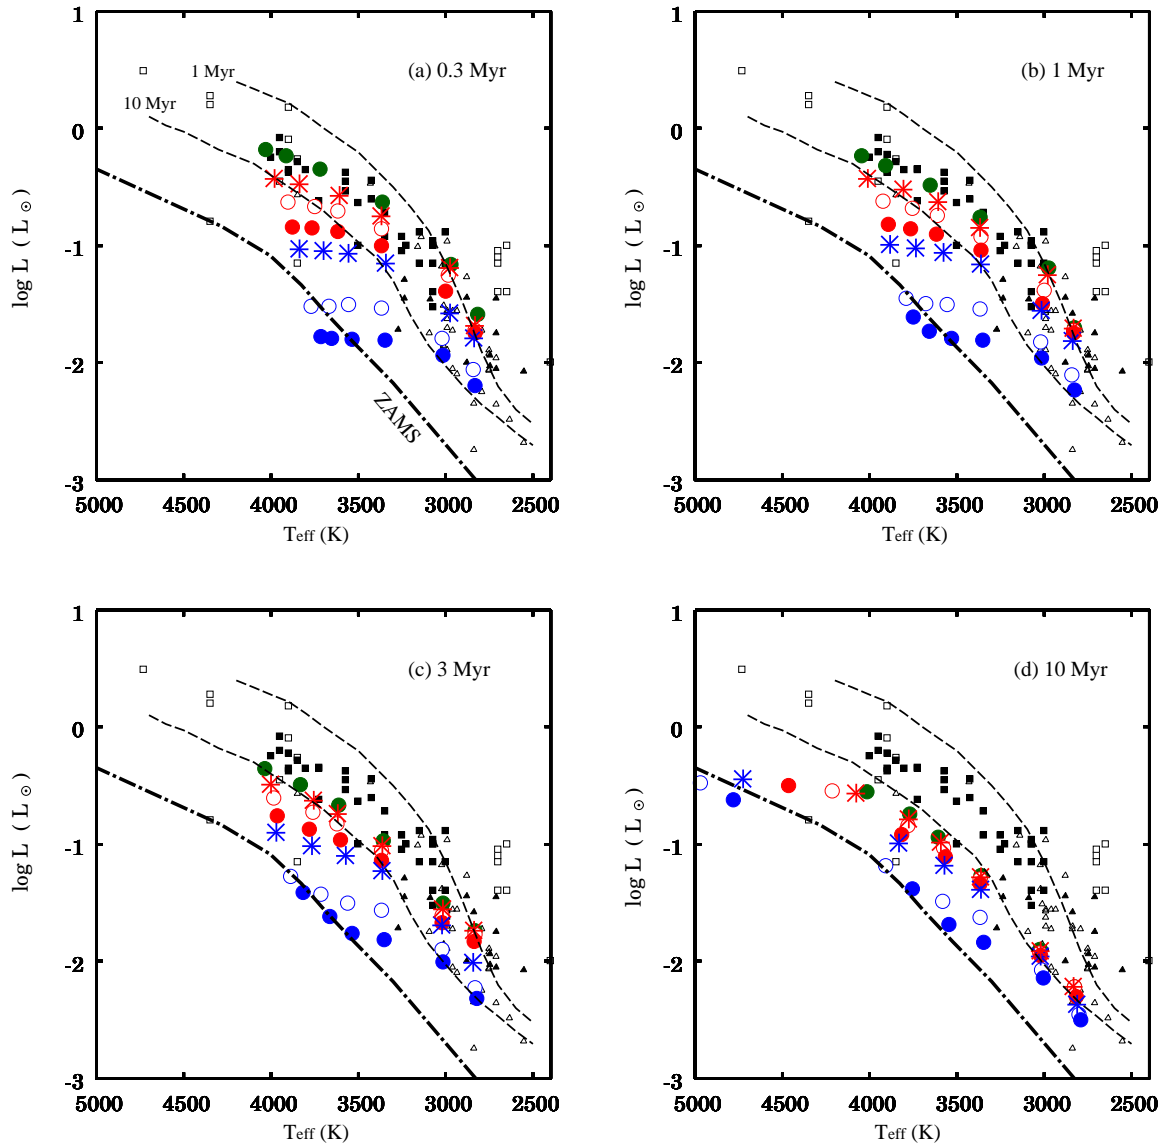 1
(a) 0.3 Myr
1 Myr
10 Myr
0
-1
-2
-3
log L ( L ⊙ )
ZAMS
5000 4500 4000 3500 3000 2500
Teff (K)
1
(b) 1 Myr
0
-1
-2
-3
log L ( L ⊙ )
5000 4500 4000 3500 3000 2500
Teff (K)
1
(c) 3 Myr
0
-1
-2
-3
log L ( L ⊙ )
5000 4500 4000 3500 3000 2500
Teff (K)
1
(d) 10 Myr
0
-1
-2
-3
log L ( L ⊙ )
5000 4500 4000 3500 3000 2500
Teff (K)